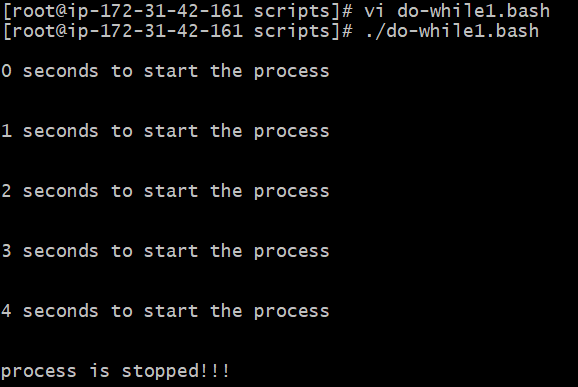 [root@ip-172-31-42-161 scripts]# vi do-while1.bash
[root@ip-172-31-42-161 scripts]# ./do-while1.bash
0 seconds to start the process
1 seconds to start the process
2 seconds to start the process
3 seconds to start the process
4 seconds to start the process
process is stopped!!!